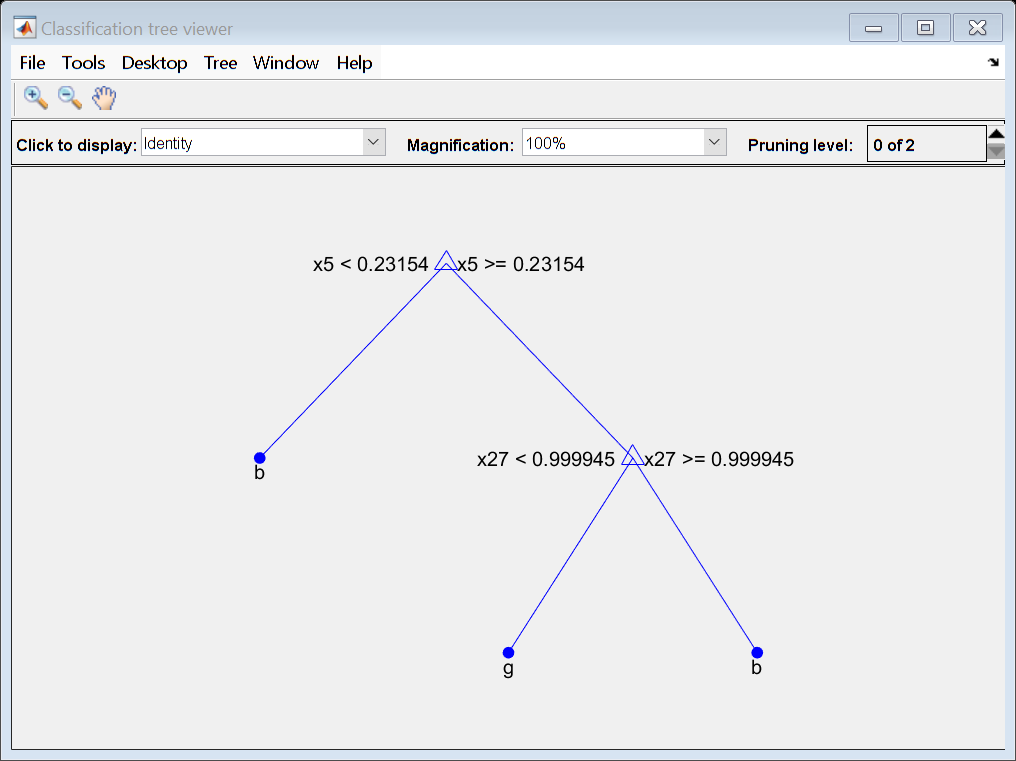 Classification tree viewer
File Tools Desktop Tree Window Help
Click to display: Identity Magnification: 100% Pruning level: 0 of 2
x5 < 0.23154 x5 >= 0.23154
b
x27 < 0.999945 x27 >= 0.999945
g
b